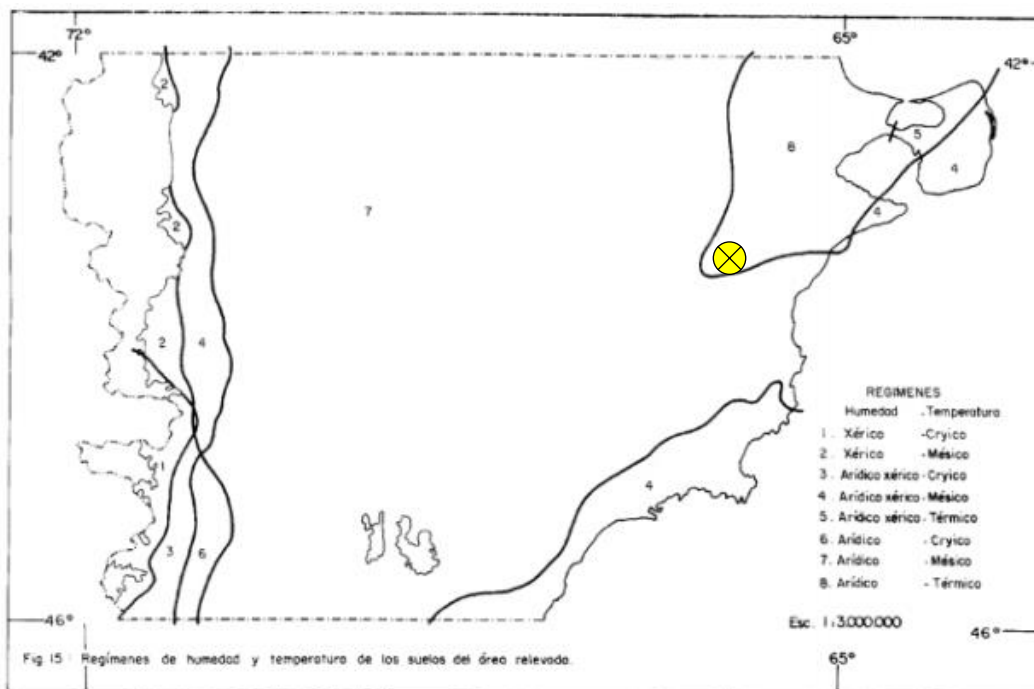 72°
65°
42°
42°
2
5
8
4
7
2
4
2
4
1
4
3
6
REGIMENES
Humedad - Temperatura
1. Xérico - Cryico
2. Xérico - Mésico
3. Arídico xérico - Cryico
4. Arídico xérico - Mésico
5. Arídico xérico - Térmico
6. Arídico - Cryico
7. Arídico - Mésico
8. Arídico - Térmico
Esc. 1:3.000.000
46°
46°
Fig. 15: Regímenes de humedad y temperatura de los suelos del área relevada.
65°